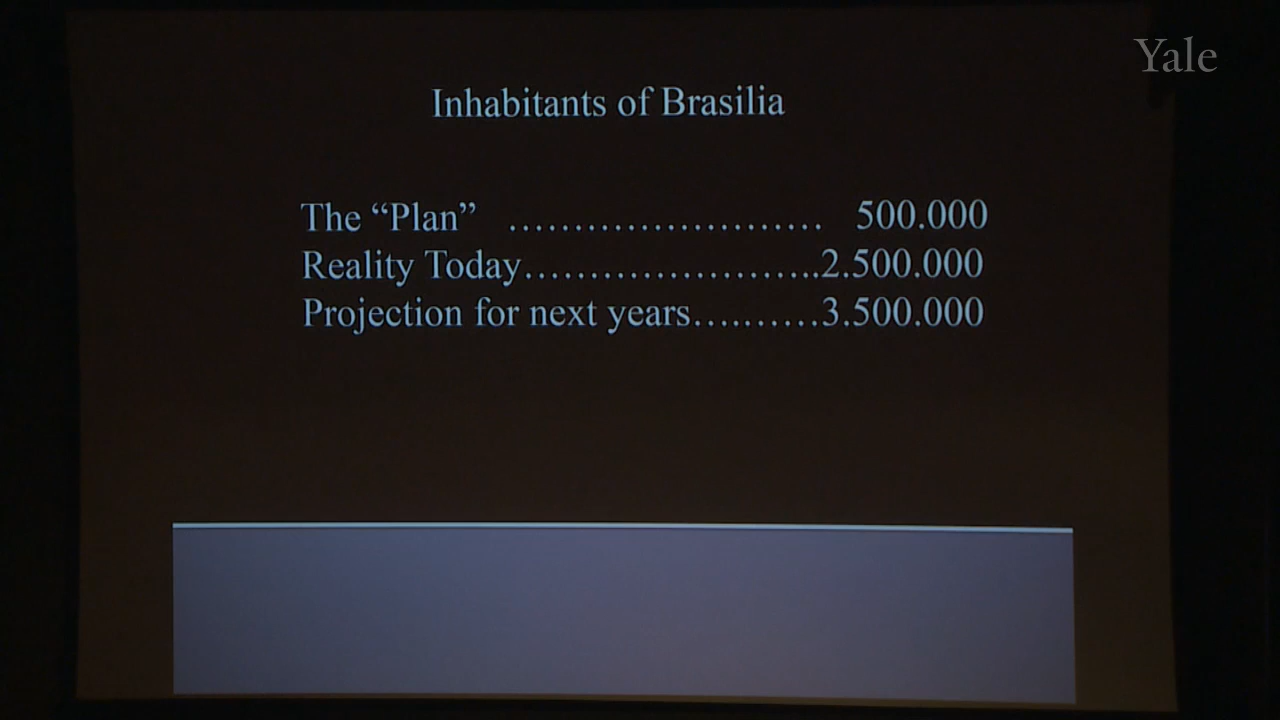 Yale
Inhabitants of Brasilia
The “Plan” ........................ 500.000
Reality Today.......................2.500.000
Projection for next years..........3.500.000